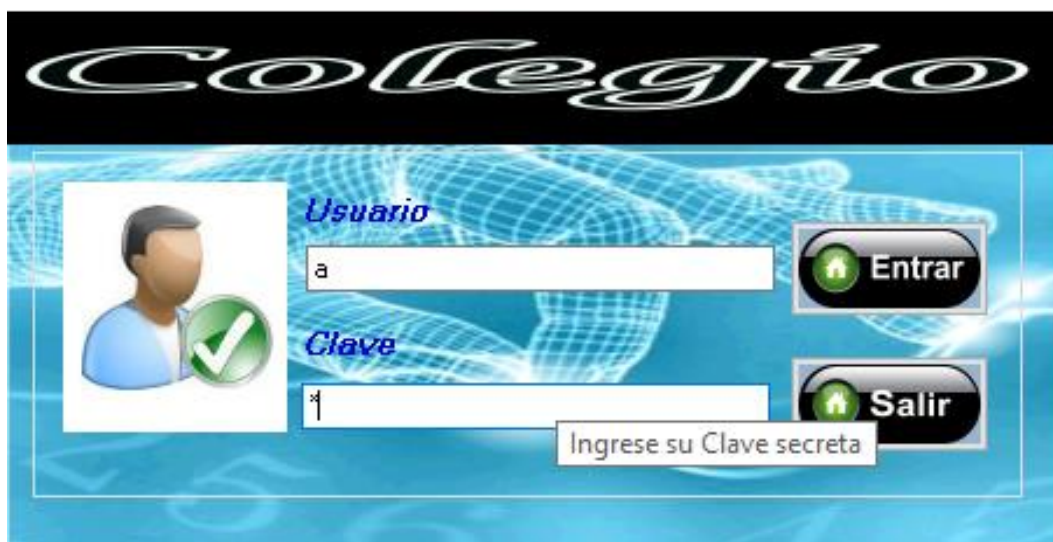 Colegio
Usuario
a
Entrar
Clave
*
Salir
Ingrese su Clave secreta